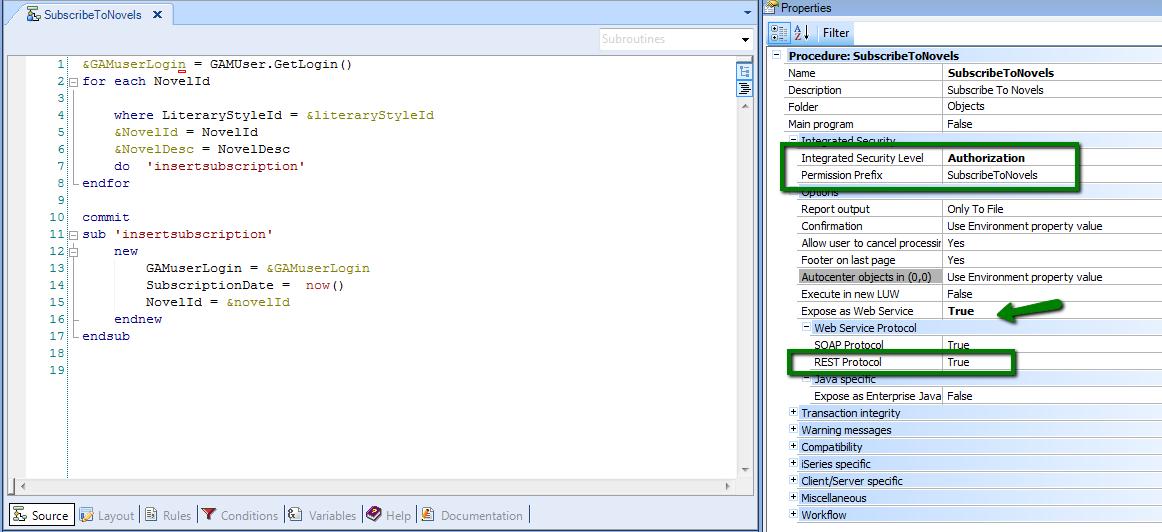 SubscribeToNovels ×
Subroutines
1 &GAMuserLogin = GAMUser.GetLogin()
2 for each NovelId
3
4 where LiteraryStyleId = &literaryStyleId
5 &NovelId = NovelId
6 &NovelDesc = NovelDesc
7 do 'insertsubscription'
8 endfor
9
10 commit
11 sub 'insertsubscription'
12 new
13 GAMuserLogin = &GAMuserLogin
14 SubscriptionDate = now()
15 NovelId = &novelId
16 endnew
17 endsub
18
19
Source Layout Rules Conditions Variables Help Documentation
Properties
Filter
Procedure: SubscribeToNovels
Name SubscribeToNovels
Description Subscribe To Novels
Folder Objects
Main program False
Integrated Security
Integrated Security Level Authorization
Permission Prefix SubscribeToNovels
Options
Report output Only To File
Confirmation Use Environment property value
Allow user to cancel processin Yes
Footer on last page Yes
Autocenter objects in (0,0) Use Environment property value
Execute in new LUW False
Expose as Web Service True
Web Service Protocol
SOAP Protocol True
REST Protocol True
Java specific
Expose as Enterprise Java False
Transaction integrity
Warning messages
Compatibility
iSeries specific
Client/Server specific
Miscellaneous
Workflow